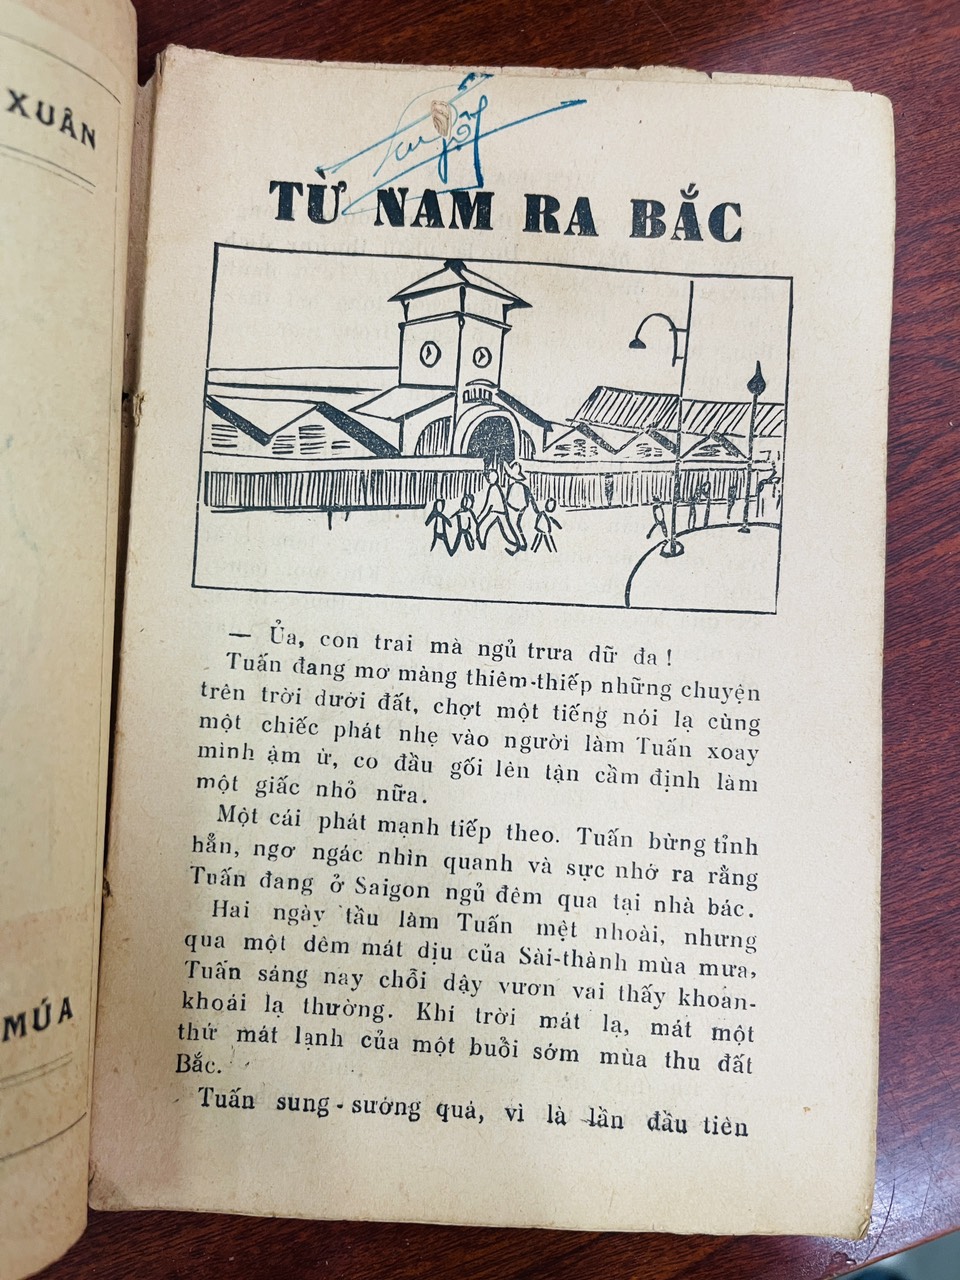 XUÂN
MÚA
TỪ NAM RA BẮC
— Ủa, con trai mà ngủ trưa dữ đa !
Tuấn đang mơ màng thiêm-thiếp những chuyện
trên trời dưới đất, chợt một tiếng nói lạ cùng
một chiếc phát nhẹ vào người làm Tuấn xoay
mình ậm ừ, co đầu gối lên tận cằm định làm
một giấc nhỏ nữa.
Một cái phát mạnh tiếp theo. Tuấn bừng tỉnh
hẳn, ngơ ngác nhìn quanh và sực nhớ ra rằng
Tuấn đang ở Saigon ngủ đêm qua tại nhà bác.
Hai ngày tầu làm Tuấn mệt nhoài, nhưng
qua một đêm mát dịu của Sài-thành mùa mưa,
Tuấn sáng nay chỗi dậy vươn vai thấy khoan-
khoái lạ thường. Khí trời mát lạ, mát một
thứ mát lạnh của một buổi sớm mùa thu đất
Bắc.
Tuấn sung-sướng quá, vì là lần đầu tiên